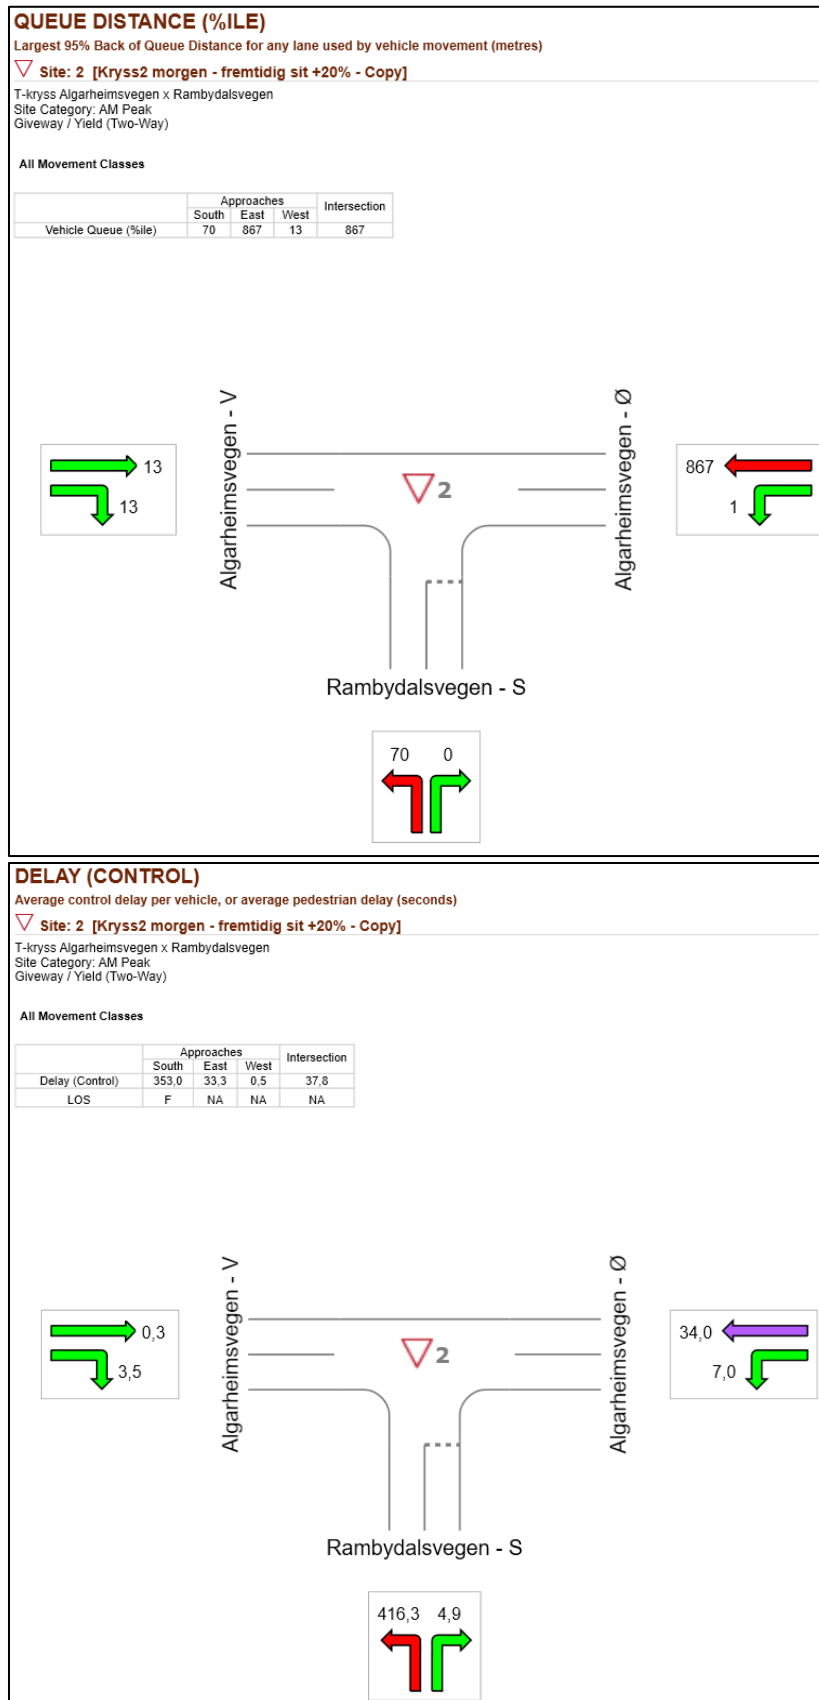 QUEUE DISTANCE (%ILE)
Largest 95% Back of Queue Distance for any lane used by vehicle movement (metres)
Site: 2 [Kryss2 morgen - fremtidig sit +20% - Copy]
T-kryss Algarheimsvegen x Rambydalsvegen
Site Category: AM Peak
Giveway / Yield (Two-Way)
All Movement Classes
Approaches Intersection
South East West
Vehicle Queue (%ile) 70 867 13 867
Algarheimsvegen - V
Algarheimsvegen - Ø
13
13
2
867
1
Rambydalsvegen - S
70 0
DELAY (CONTROL)
Average control delay per vehicle, or average pedestrian delay (seconds)
Site: 2 [Kryss2 morgen - fremtidig sit +20% - Copy]
T-kryss Algarheimsvegen x Rambydalsvegen
Site Category: AM Peak
Giveway / Yield (Two-Way)
All Movement Classes
Approaches Intersection
South East West
Delay (Control) 353,0 33,3 0,5 37,8
LOS F NA NA NA
Algarheimsvegen - V
Algarheimsvegen - Ø
0,3
3,5
2
34,0
7,0
Rambydalsvegen - S
416,3 4,9